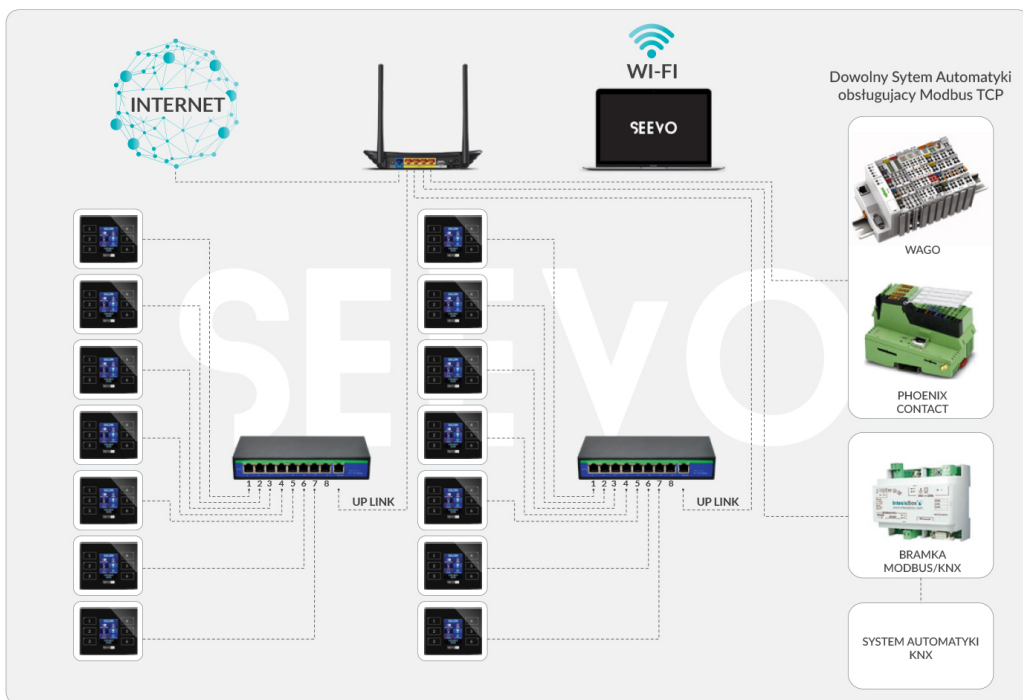 INTERNET
WI-FI
SEEVO
Dowolny Sytem Automatyki
obsługujacy Modbus TCP
WAGO
PHOENIX
CONTACT
SEEVO
1 2 3 4 5 6 7 8
UP LINK
1 2 3 4 5 6 7 8
UP LINK
BRAMKA
MODBUS/KNX
SYSTEM AUTOMATYKI
KNX